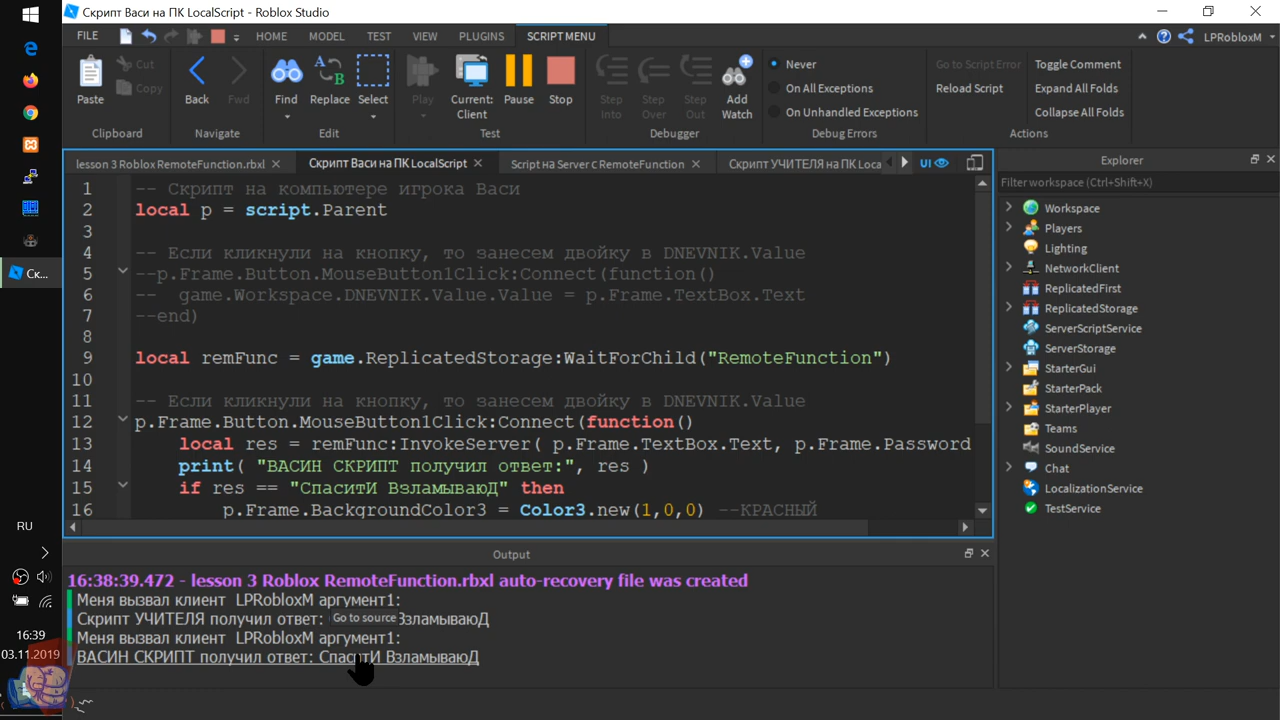 Скрипт Васи на ПК LocalScript - Roblox Studio
FILE HOME MODEL TEST VIEW PLUGINS SCRIPT MENU LPRobloxM
Paste Cut Copy Back Fwd Find Replace Select Play Current: Client Pause Stop Step Into Step Over Step Out Add Watch
Never
On All Exceptions
On Unhandled Exceptions
Go to Script Error
Reload Script
Toggle Comment
Expand All Folds
Collapse All Folds
Clipboard Navigate Edit Test Debugger Debug Errors Actions
lesson 3 Roblox RemoteFunction.rbxl Скрипт Васи на ПК LocalScript Script на Server с RemoteFunction Скрипт УЧИТЕЛЯ на ПК Loca UI
1 -- Скрипт на компьютере игрока Васи
2 local p = script.Parent
3
4 -- Если кликнули на кнопку, то занесем двойку в DNEVNIK.Value
5 --p.Frame.Button.MouseButton1Click:Connect(function()
6 --  game.Workspace.DNEVNIK.Value.Value = p.Frame.TextBox.Text
7 --end)
8
9 local remFunc = game.ReplicatedStorage:WaitForChild("RemoteFunction")
10
11 -- Если кликнули на кнопку, то занесем двойку в DNEVNIK.Value
12 p.Frame.Button.MouseButton1Click:Connect(function()
13     local res = remFunc:InvokeServer( p.Frame.TextBox.Text, p.Frame.Password
14     print( "ВАСИН СКРИПТ получил ответ:", res )
15     if res == "СпаситИ ВзламываюД" then
16         p.Frame.BackgroundColor3 = Color3.new(1,0,0) --КРАСНЫЙ
Explorer
Filter workspace (Ctrl+Shift+X)
Workspace
Players
Lighting
NetworkClient
ReplicatedFirst
ReplicatedStorage
ServerScriptService
ServerStorage
StarterGui
StarterPack
StarterPlayer
Teams
SoundService
Chat
LocalizationService
TestService
Output
16:38:39.472 - lesson 3 Roblox RemoteFunction.rbxl auto-recovery file was created
Меня вызвал клиент LPRobloxM аргумент1:
Скрипт УЧИТЕЛЯ получил ответ: ВзламываюД
Go to source
Меня вызвал клиент LPRobloxM аргумент1:
ВАСИН СКРИПТ получил ответ: СпаситИ ВзламываюД
Ск...
RU
16:39
03.11.2019